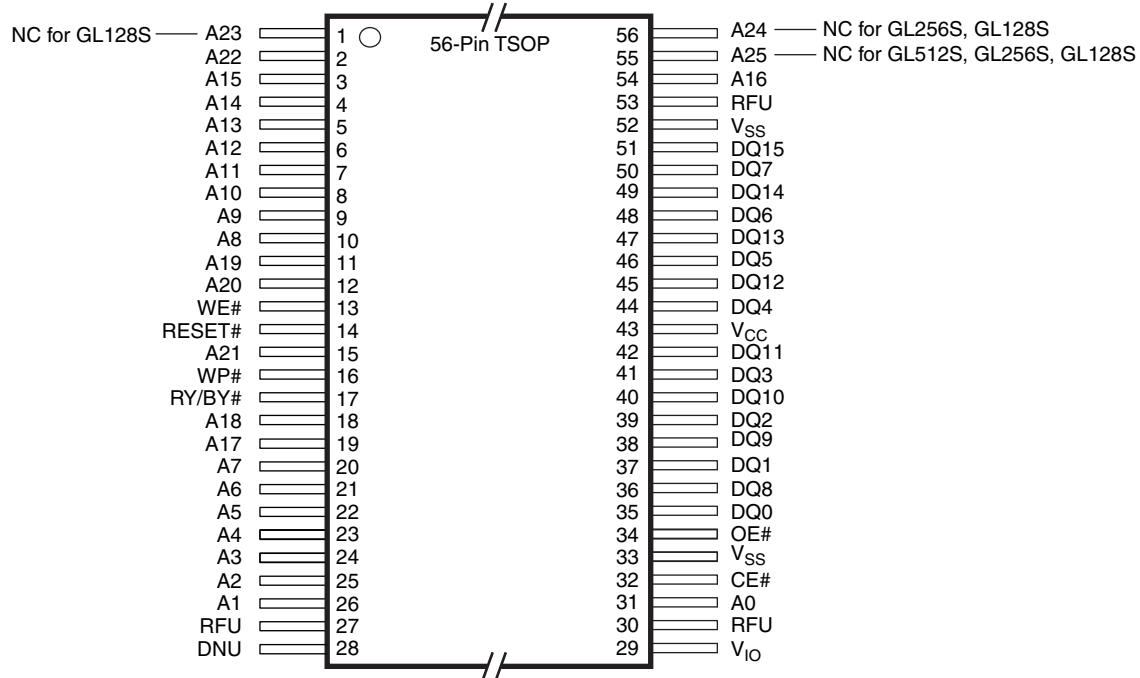 56-Pin TSOP
NC for GL128S A23 1
A22 2
A15 3
A14 4
A13 5
A12 6
A11 7
A10 8
A9 9
A8 10
A19 11
A20 12
WE# 13
RESET# 14
A21 15
WP# 16
RY/BY# 17
A18 18
A17 19
A7 20
A6 21
A5 22
A4 23
A3 24
A2 25
A1 26
RFU 27
DNU 28
56 A24 NC for GL256S, GL128S
55 A25 NC for GL512S, GL256S, GL128S
54 A16
53 RFU
52 VSS
51 DQ15
50 DQ7
49 DQ14
48 DQ6
47 DQ13
46 DQ5
45 DQ12
44 DQ4
43 VCC
42 DQ11
41 DQ3
40 DQ10
39 DQ2
38 DQ9
37 DQ1
36 DQ8
35 DQ0
34 OE#
33 VSS
32 CE#
31 A0
30 RFU
29 VIO